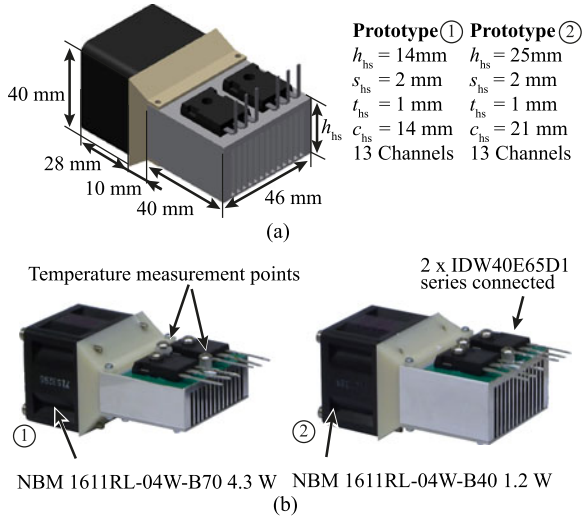 Prototype ① Prototype ②
h_hs = 14mm h_hs = 25mm
s_hs = 2 mm s_hs = 2 mm
t_hs = 1 mm t_hs = 1 mm
c_hs = 14 mm c_hs = 21 mm
13 Channels 13 Channels
40 mm
h_hs
28 mm
10 mm
40 mm
46 mm
(a)
Temperature measurement points
2 x IDW40E65D1
series connected
①
②
NBM 1611RL-04W-B70 4.3 W NBM 1611RL-04W-B40 1.2 W
(b)